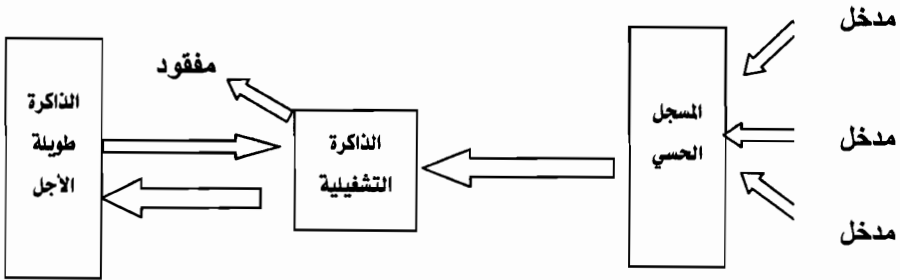 مدخل
مدخل
مدخل
المسجل
الحسي
مفقود
الذاكرة
التشغيلية
الذاكرة
طويلة
الأجل